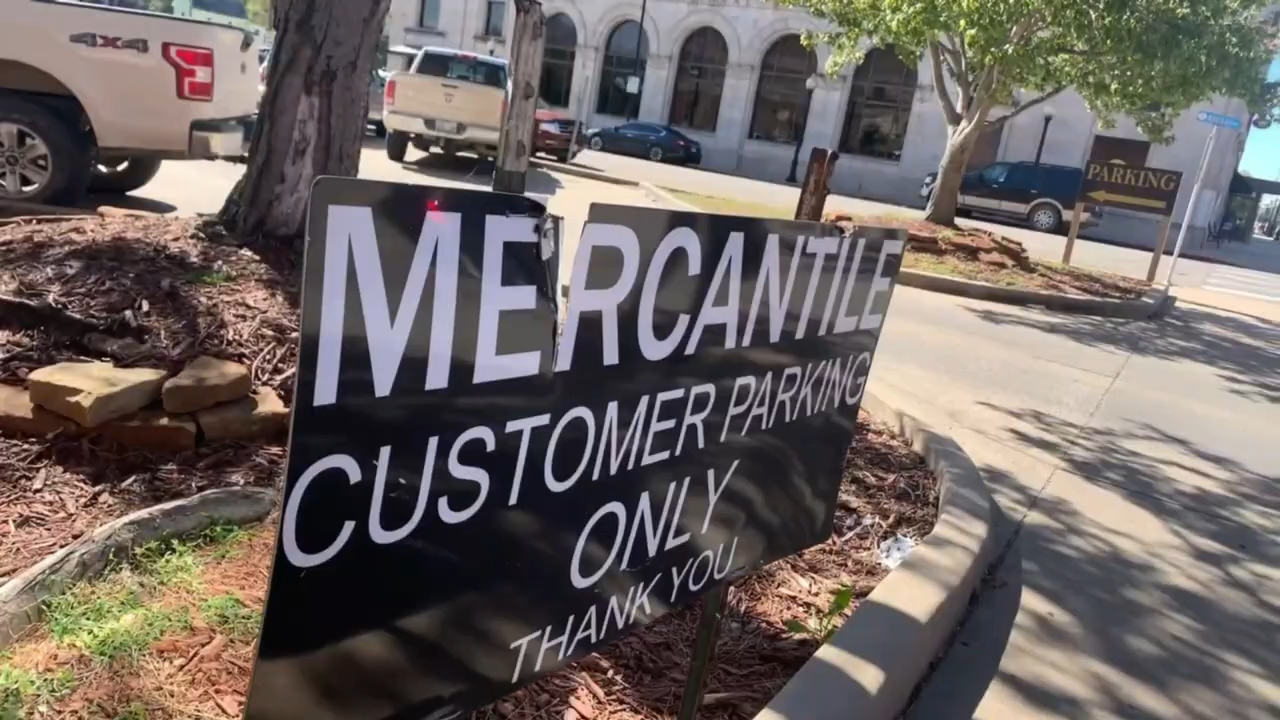 4x4
MERCANTILE
CUSTOMER PARKING
ONLY
THANK YOU
PARKING